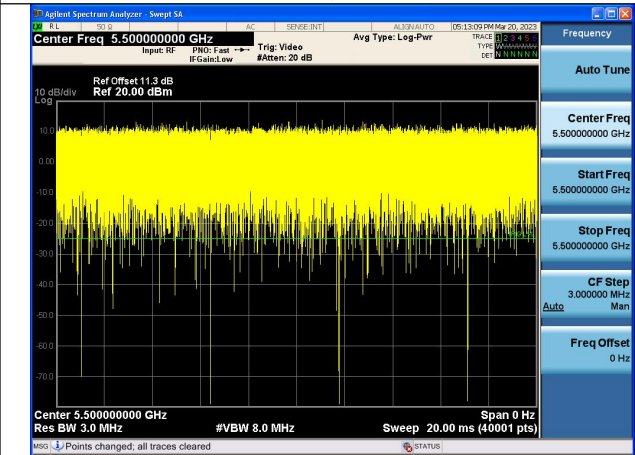 Agilent Spectrum Analyzer - Swept SA
RL 50 Ω AC SENSE:INT ALIGNAUTO 05:13:09 PM Mar 20, 2023
Center Freq 5.500000000 GHz
Avg Type: Log-Pwr
TRACE 1 2 3 4 5 6
Input: RF PNO: Fast Trig: Video
TYPE WWWWWW
IFGain:Low #Atten: 20 dB
DET N N N N N N
Ref Offset 11.3 dB
10 dB/div Ref 20.00 dBm
Log
10.0
0.00
-10.0
-20.0
-30.0
-40.0
-50.0
-60.0
-70.0
Center 5.500000000 GHz Span 0 Hz
Res BW 3.0 MHz #VBW 8.0 MHz Sweep 20.00 ms (40001 pts)
MSG Points changed; all traces cleared STATUS
Frequency
Auto Tune
Center Freq
5.500000000 GHz
Start Freq
5.500000000 GHz
Stop Freq
5.500000000 GHz
CF Step
3.000000 MHz
Auto Man
Freq Offset
0 Hz